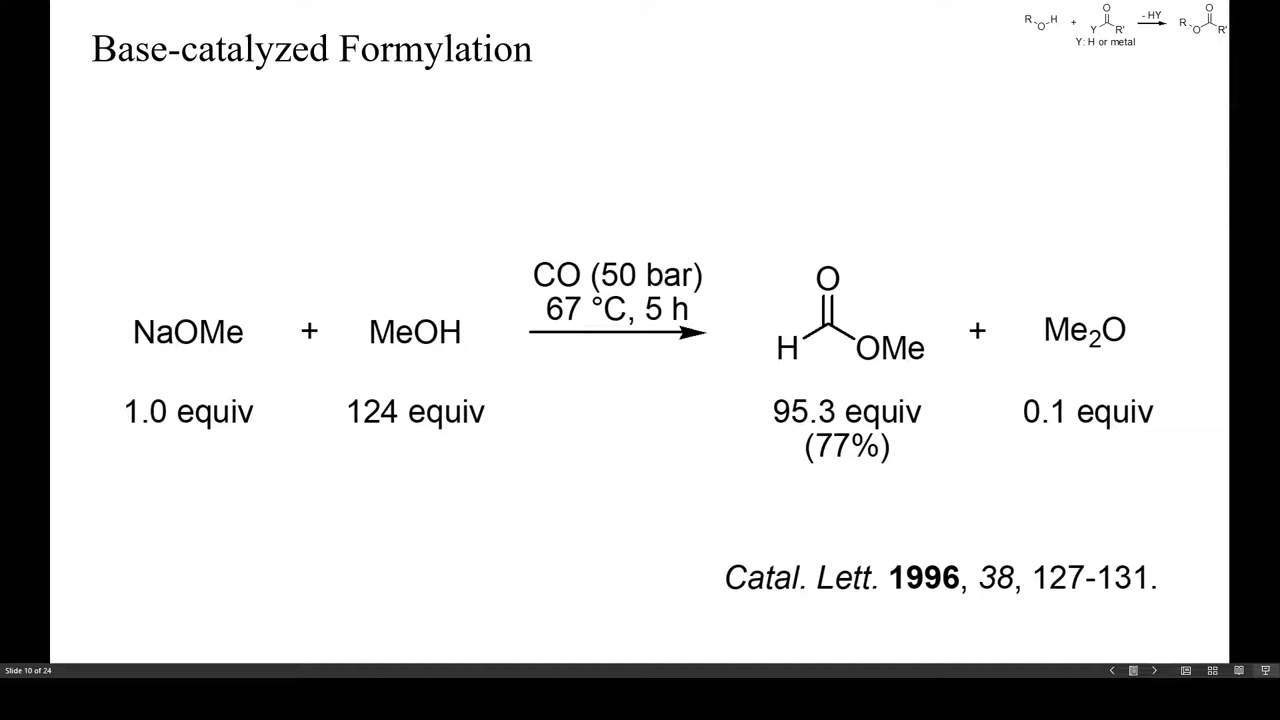 Base-catalyzed Formylation
R O H + Y O R' - HY R O O R'
Y: H or metal
CO (50 bar)
67 °C, 5 h
NaOMe + MeOH O H OMe + Me2O
1.0 equiv 124 equiv 95.3 equiv 0.1 equiv
(77%)
Catal. Lett. 1996, 38, 127-131.
Slide 10 of 24